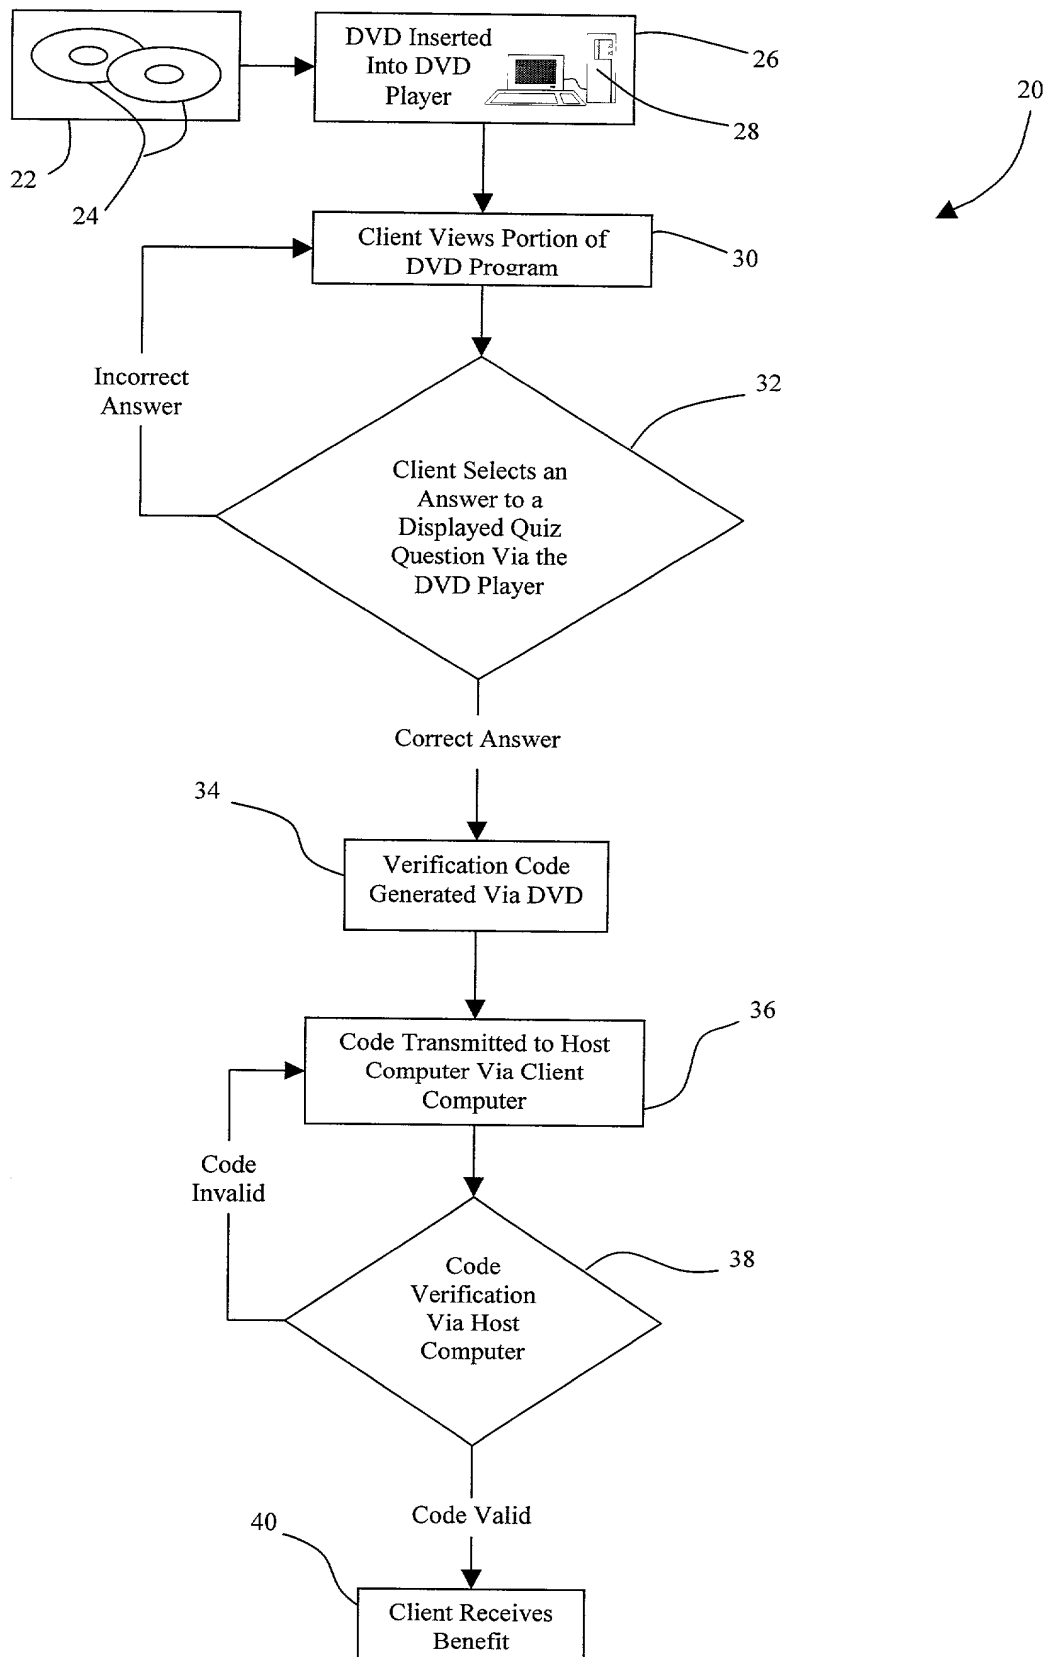 DVD Inserted
Into DVD
Player
26
28
20
22
24
Client Views Portion of
DVD Program
30
Incorrect
Answer
32
Client Selects an
Answer to a
Displayed Quiz
Question Via the
DVD Player
Correct Answer
34
Verification Code
Generated Via DVD
36
Code Transmitted to Host
Computer Via Client
Computer
Code
Invalid
38
Code
Verification
Via Host
Computer
Code Valid
40
Client Receives
Benefit